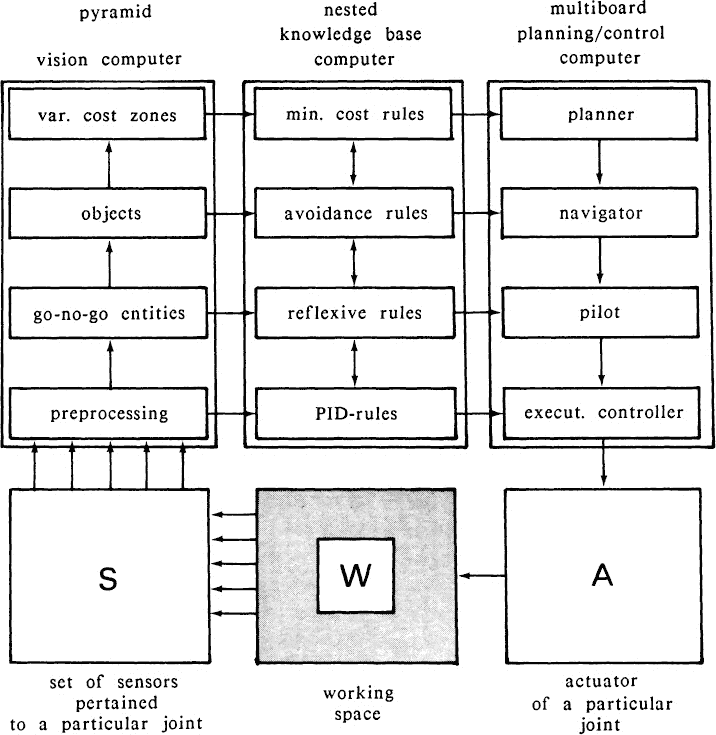 pyramid
vision computer
nested
knowledge base
computer
multiboard
planning/control
computer
var. cost zones
min. cost rules
planner
objects
avoidance rules
navigator
go-no-go entities
reflexive rules
pilot
preprocessing
PID-rules
execut. controller
S
W
A
set of sensors
pertained
to a particular joint
working
space
actuator
of a particular
joint